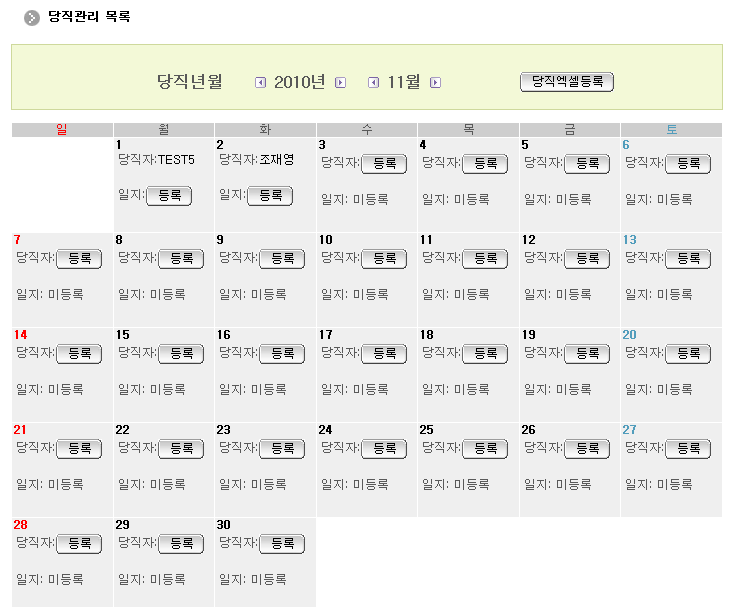 당직관리 목록
당직년월 2010년 11월 당직엑셀등록
일 월 화 수 목 금 토
1 2 3 4 5 6
당직자:TEST5 당직자:조재영 당직자: 등록 당직자: 등록 당직자: 등록 당직자: 등록
일지: 등록 일지: 등록 일지: 미등록 일지: 미등록 일지: 미등록 일지: 미등록
7 8 9 10 11 12 13
당직자: 등록 당직자: 등록 당직자: 등록 당직자: 등록 당직자: 등록 당직자: 등록 당직자: 등록
일지: 미등록 일지: 미등록 일지: 미등록 일지: 미등록 일지: 미등록 일지: 미등록 일지: 미등록
14 15 16 17 18 19 20
당직자: 등록 당직자: 등록 당직자: 등록 당직자: 등록 당직자: 등록 당직자: 등록 당직자: 등록
일지: 미등록 일지: 미등록 일지: 미등록 일지: 미등록 일지: 미등록 일지: 미등록 일지: 미등록
21 22 23 24 25 26 27
당직자: 등록 당직자: 등록 당직자: 등록 당직자: 등록 당직자: 등록 당직자: 등록 당직자: 등록
일지: 미등록 일지: 미등록 일지: 미등록 일지: 미등록 일지: 미등록 일지: 미등록 일지: 미등록
28 29 30
당직자: 등록 당직자: 등록 당직자: 등록
일지: 미등록 일지: 미등록 일지: 미등록